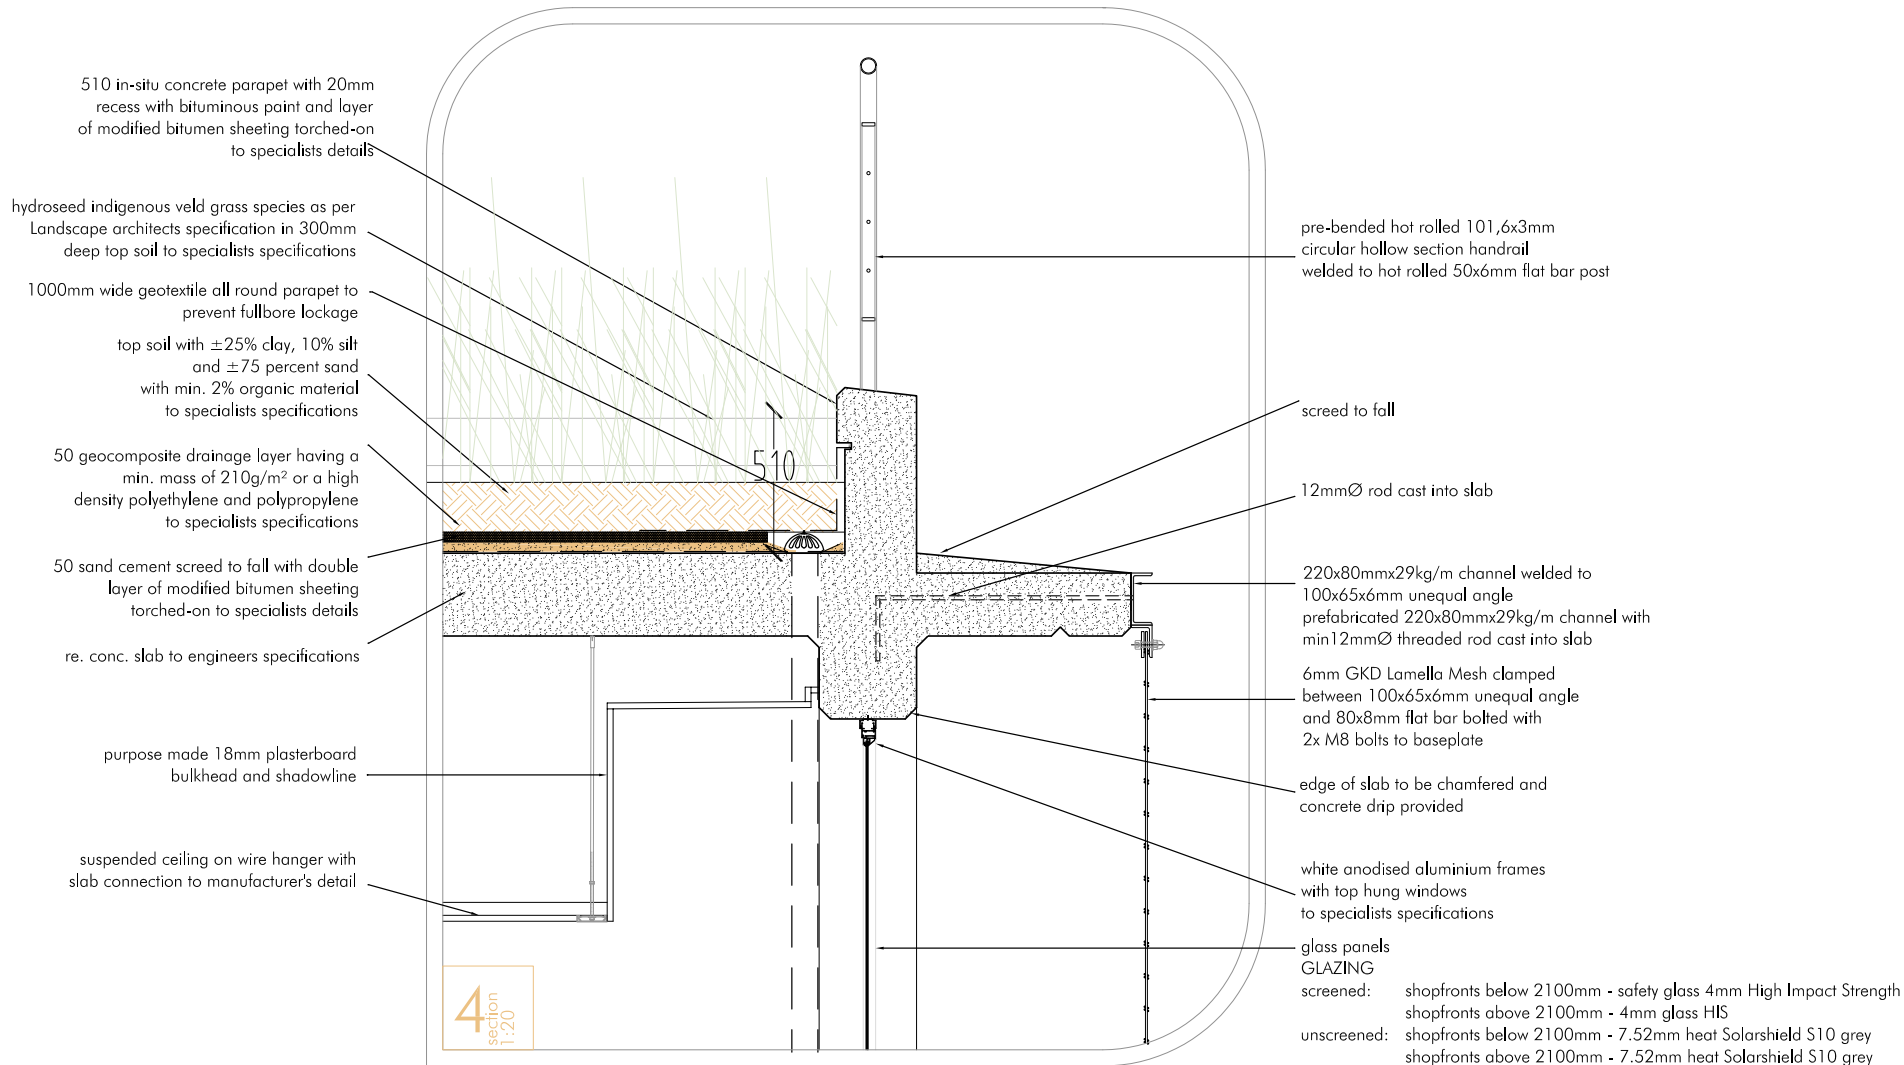 510 in-situ concrete parapet with 20mm
recess with bituminous paint and layer
of modified bitumen sheeting torched-on
to specialists details
hydroseed indigenous veld grass species as per
Landscape architects specification in 300mm
deep top soil to specialists specifications
1000mm wide geotextile all round parapet to
prevent fullbore lockage
top soil with ±25% clay, 10% silt
and ±75 percent sand
with min. 2% organic material
to specialists specifications
50 geocomposite drainage layer having a
min. mass of 210g/m² or a high
density polyethylene and polypropylene
to specialists specifications
50 sand cement screed to fall with double
layer of modified bitumen sheeting
torched-on to specialists details
re. conc. slab to engineers specifications
purpose made 18mm plasterboard
bulkhead and shadowline
suspended ceiling on wire hanger with
slab connection to manufacturer's detail
510
4
section
1:20
pre-bended hot rolled 101,6x3mm
circular hollow section handrail
welded to hot rolled 50x6mm flat bar post
screed to fall
12mmØ rod cast into slab
220x80mmx29kg/m channel welded to
100x65x6mm unequal angle
prefabricated 220x80mmx29kg/m channel with
min12mmØ threaded rod cast into slab
6mm GKD Lamella Mesh clamped
between 100x65x6mm unequal angle
and 80x8mm flat bar bolted with
2x M8 bolts to baseplate
edge of slab to be chamfered and
concrete drip provided
white anodised aluminium frames
with top hung windows
to specialists specifications
glass panels
GLAZING
screened: shopfronts below 2100mm - safety glass 4mm High Impact Strength
shopfronts above 2100mm - 4mm glass HIS
unscreened: shopfronts below 2100mm - 7.52mm heat Solarshield S10 grey
shopfronts above 2100mm - 7.52mm heat Solarshield S10 grey